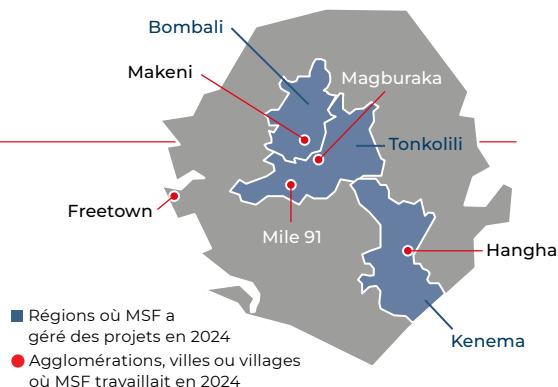 Bombali
Makeni
Magburaka
Tonkolili
Freetown
Mile 91
Hangha
Kenema
Régions où MSF a
géré des projets en 2024
Agglomérations, villes ou villages
où MSF travaillait en 2024